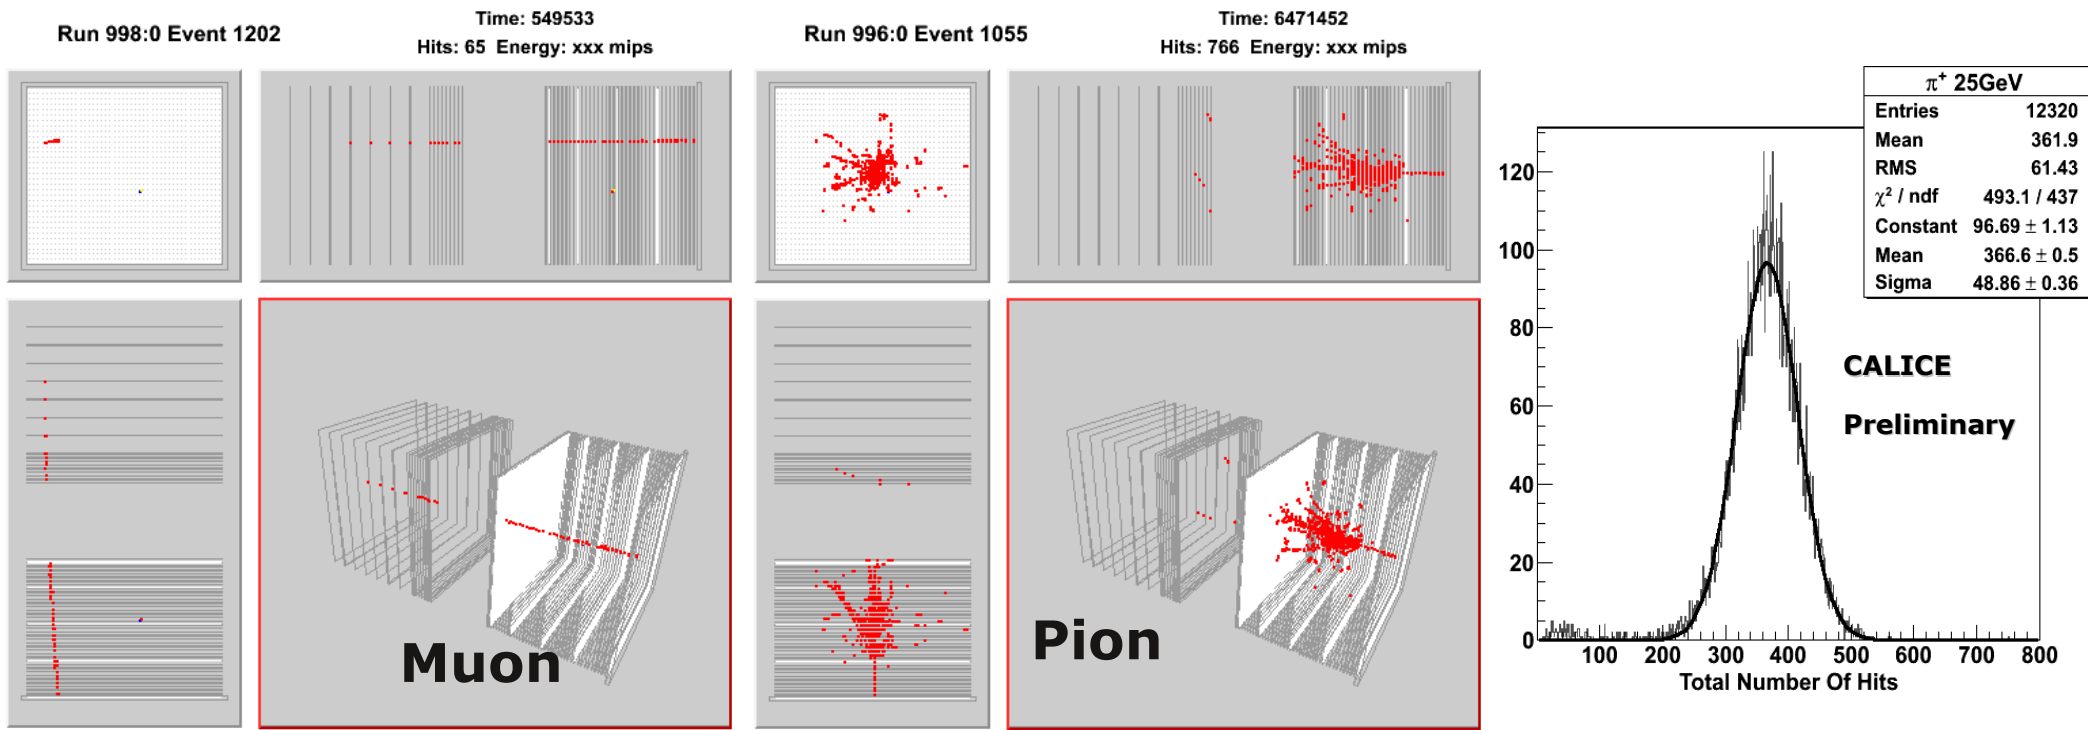 Run 998:0 Event 1202
Time: 549533
Hits: 65 Energy: xxx mips
Muon
Run 996:0 Event 1055
Time: 6471452
Hits: 766 Energy: xxx mips
Pion
π⁺ 25GeV
Entries 12320
Mean 361.9
RMS 61.43
χ² / ndf 493.1 / 437
Constant 96.69 ± 1.13
Mean 366.6 ± 0.5
Sigma 48.86 ± 0.36
CALICE
Preliminary
120
100
80
60
40
20
0
100 200 300 400 500 600 700 800
Total Number Of Hits